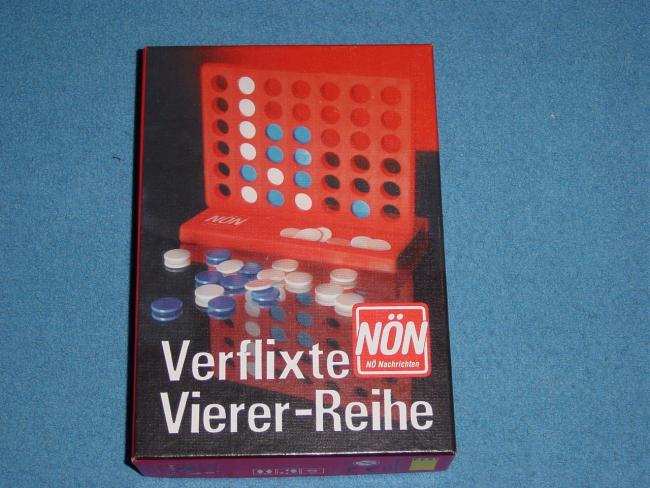 NÖN
NÖN
NÖ Nachrichten
Verflixte
Vierer-Reihe